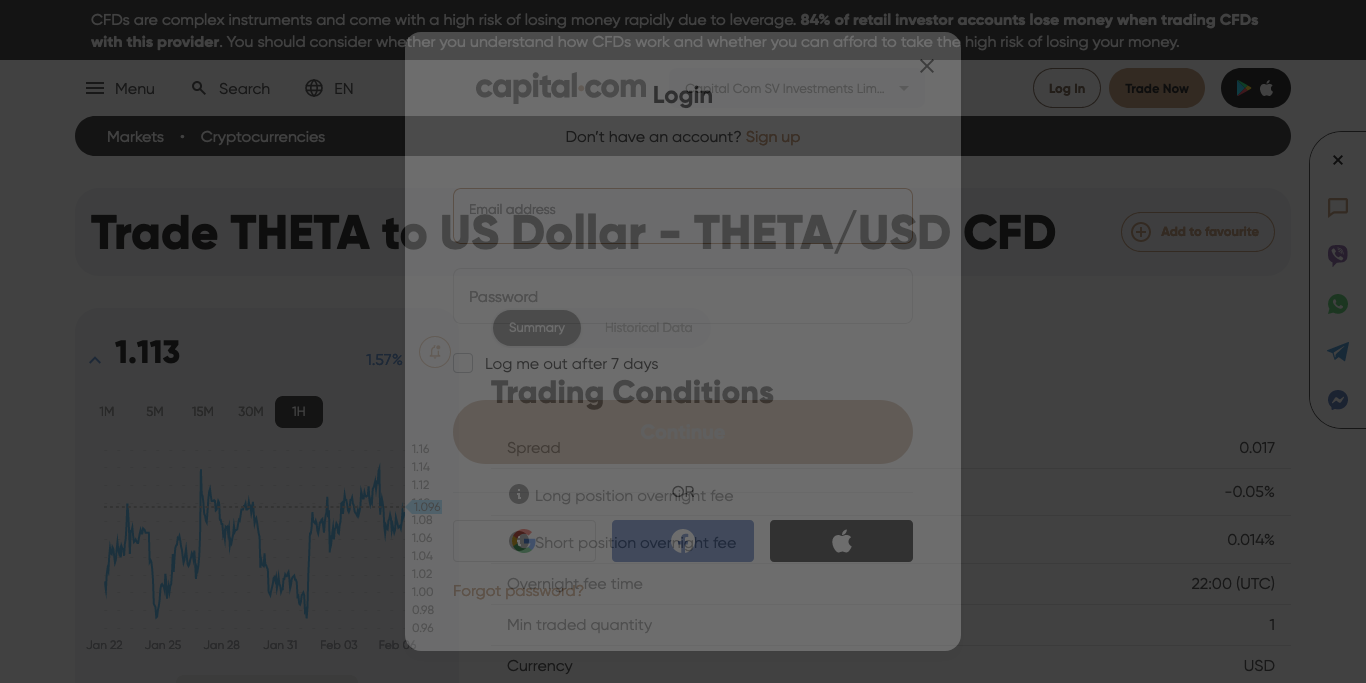 CFDs are complex instruments and come with a high risk of losing money rapidly due to leverage. 84% of retail investor accounts lose money when trading CFDs
with this provider. You should consider whether you understand how CFDs work and whether you can afford to take the high risk of losing your money.
Menu Search EN
capital.com
Capital Com SV Investments Lim...
Login
Log In Trade Now
Markets • Cryptocurrencies
Don't have an account? Sign up
Email address
Trade THETA to US Dollar - THETA/USD CFD
Add to favourite
Password
Summary Historical Data
1.113
1.57%
Log me out after 7 days
Trading Conditions
1M 5M 15M 30M 1H
Continue
Spread 0.017
OR
Long position overnight fee -0.05%
Short position overnight fee 0.014%
Overnight fee time 22:00 (UTC)
Forgot password?
Min traded quantity 1
Currency USD
1.16
1.14
1.12
1.096
1.08
1.06
1.04
1.02
1.00
0.98
0.96
Jan 22 Jan 25 Jan 28 Jan 31 Feb 03 Feb